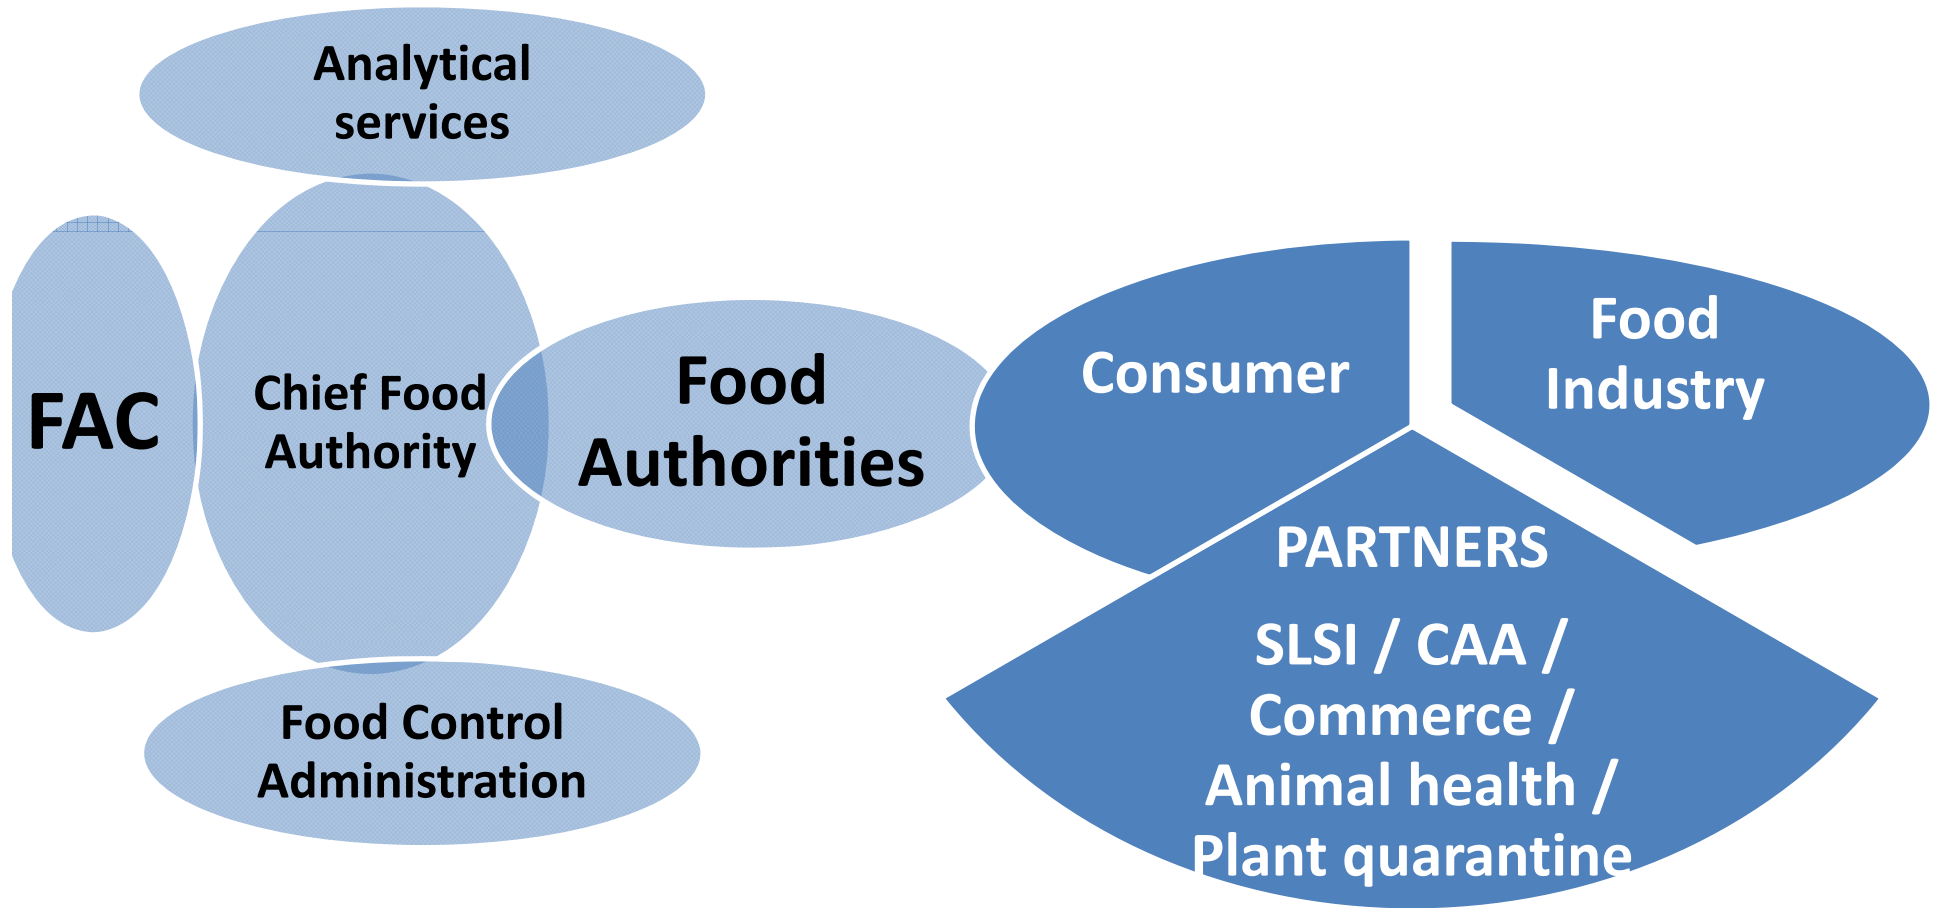 Analytical
services
FAC
Chief Food
Authority
Food
Authorities
Food Control
Administration
Consumer
Food
Industry
PARTNERS
SLSI / CAA /
Commerce /
Animal health /
Plant quarantine